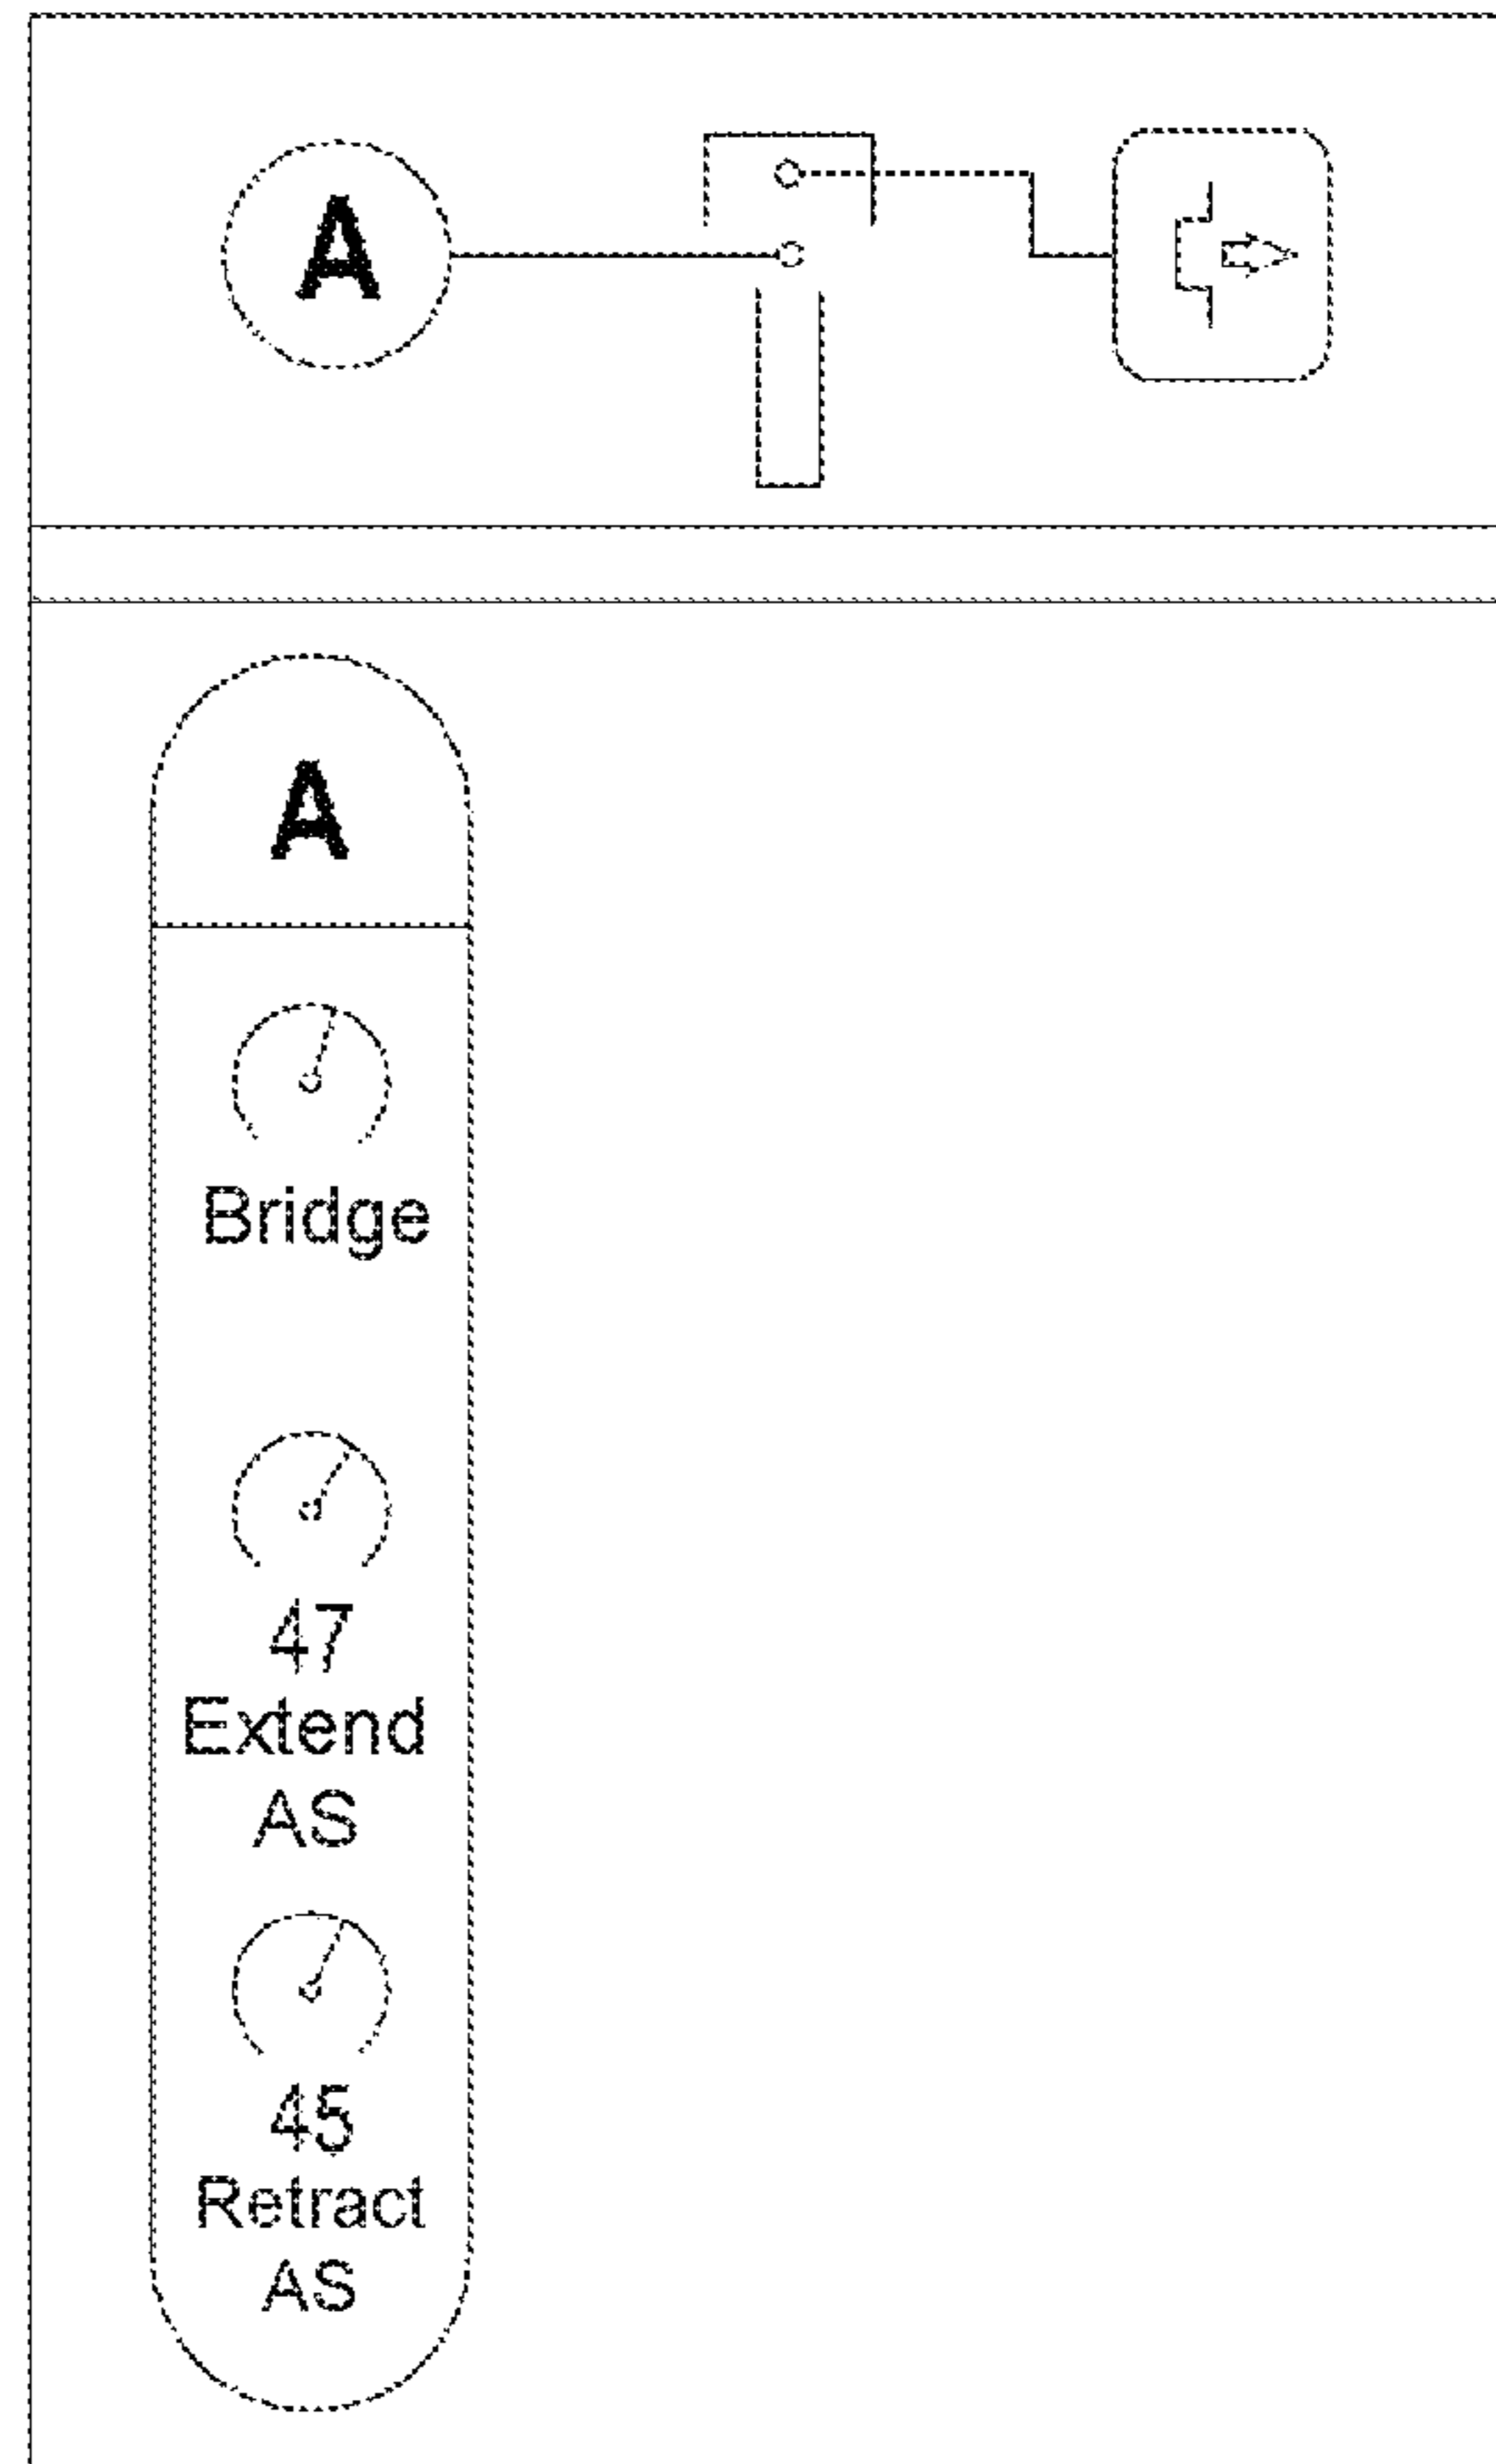 A
A
Bridge
47
Extend
AS
45
Retract
AS